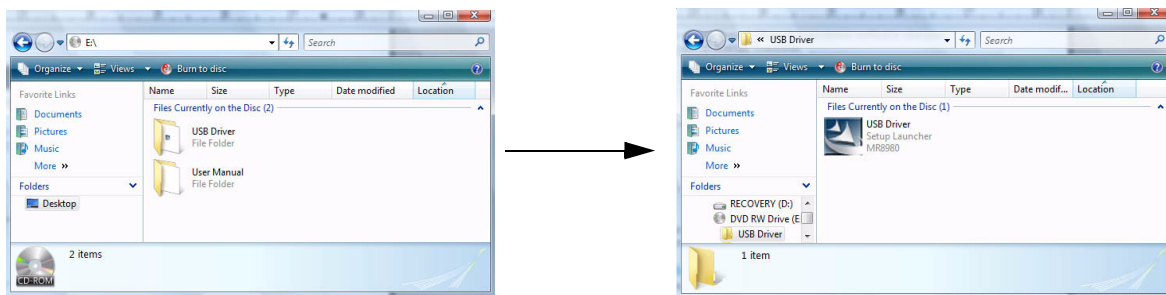 E:\
Search
Organize
Views
Burn to disc
Favorite Links
Documents
Pictures
Music
More »
Folders
Desktop
Name Size Type Date modified Location
Files Currently on the Disc (2)
USB Driver
File Folder
User Manual
File Folder
2 items
CD-ROM
« USB Driver
Search
Organize
Views
Burn to disc
Favorite Links
Documents
Pictures
Music
More »
Folders
RECOVERY (D:)
DVD RW Drive (E
USB Driver
Name Size Type Date modif... Location
Files Currently on the Disc (1)
USB Driver
Setup Launcher
MR8980
1 item